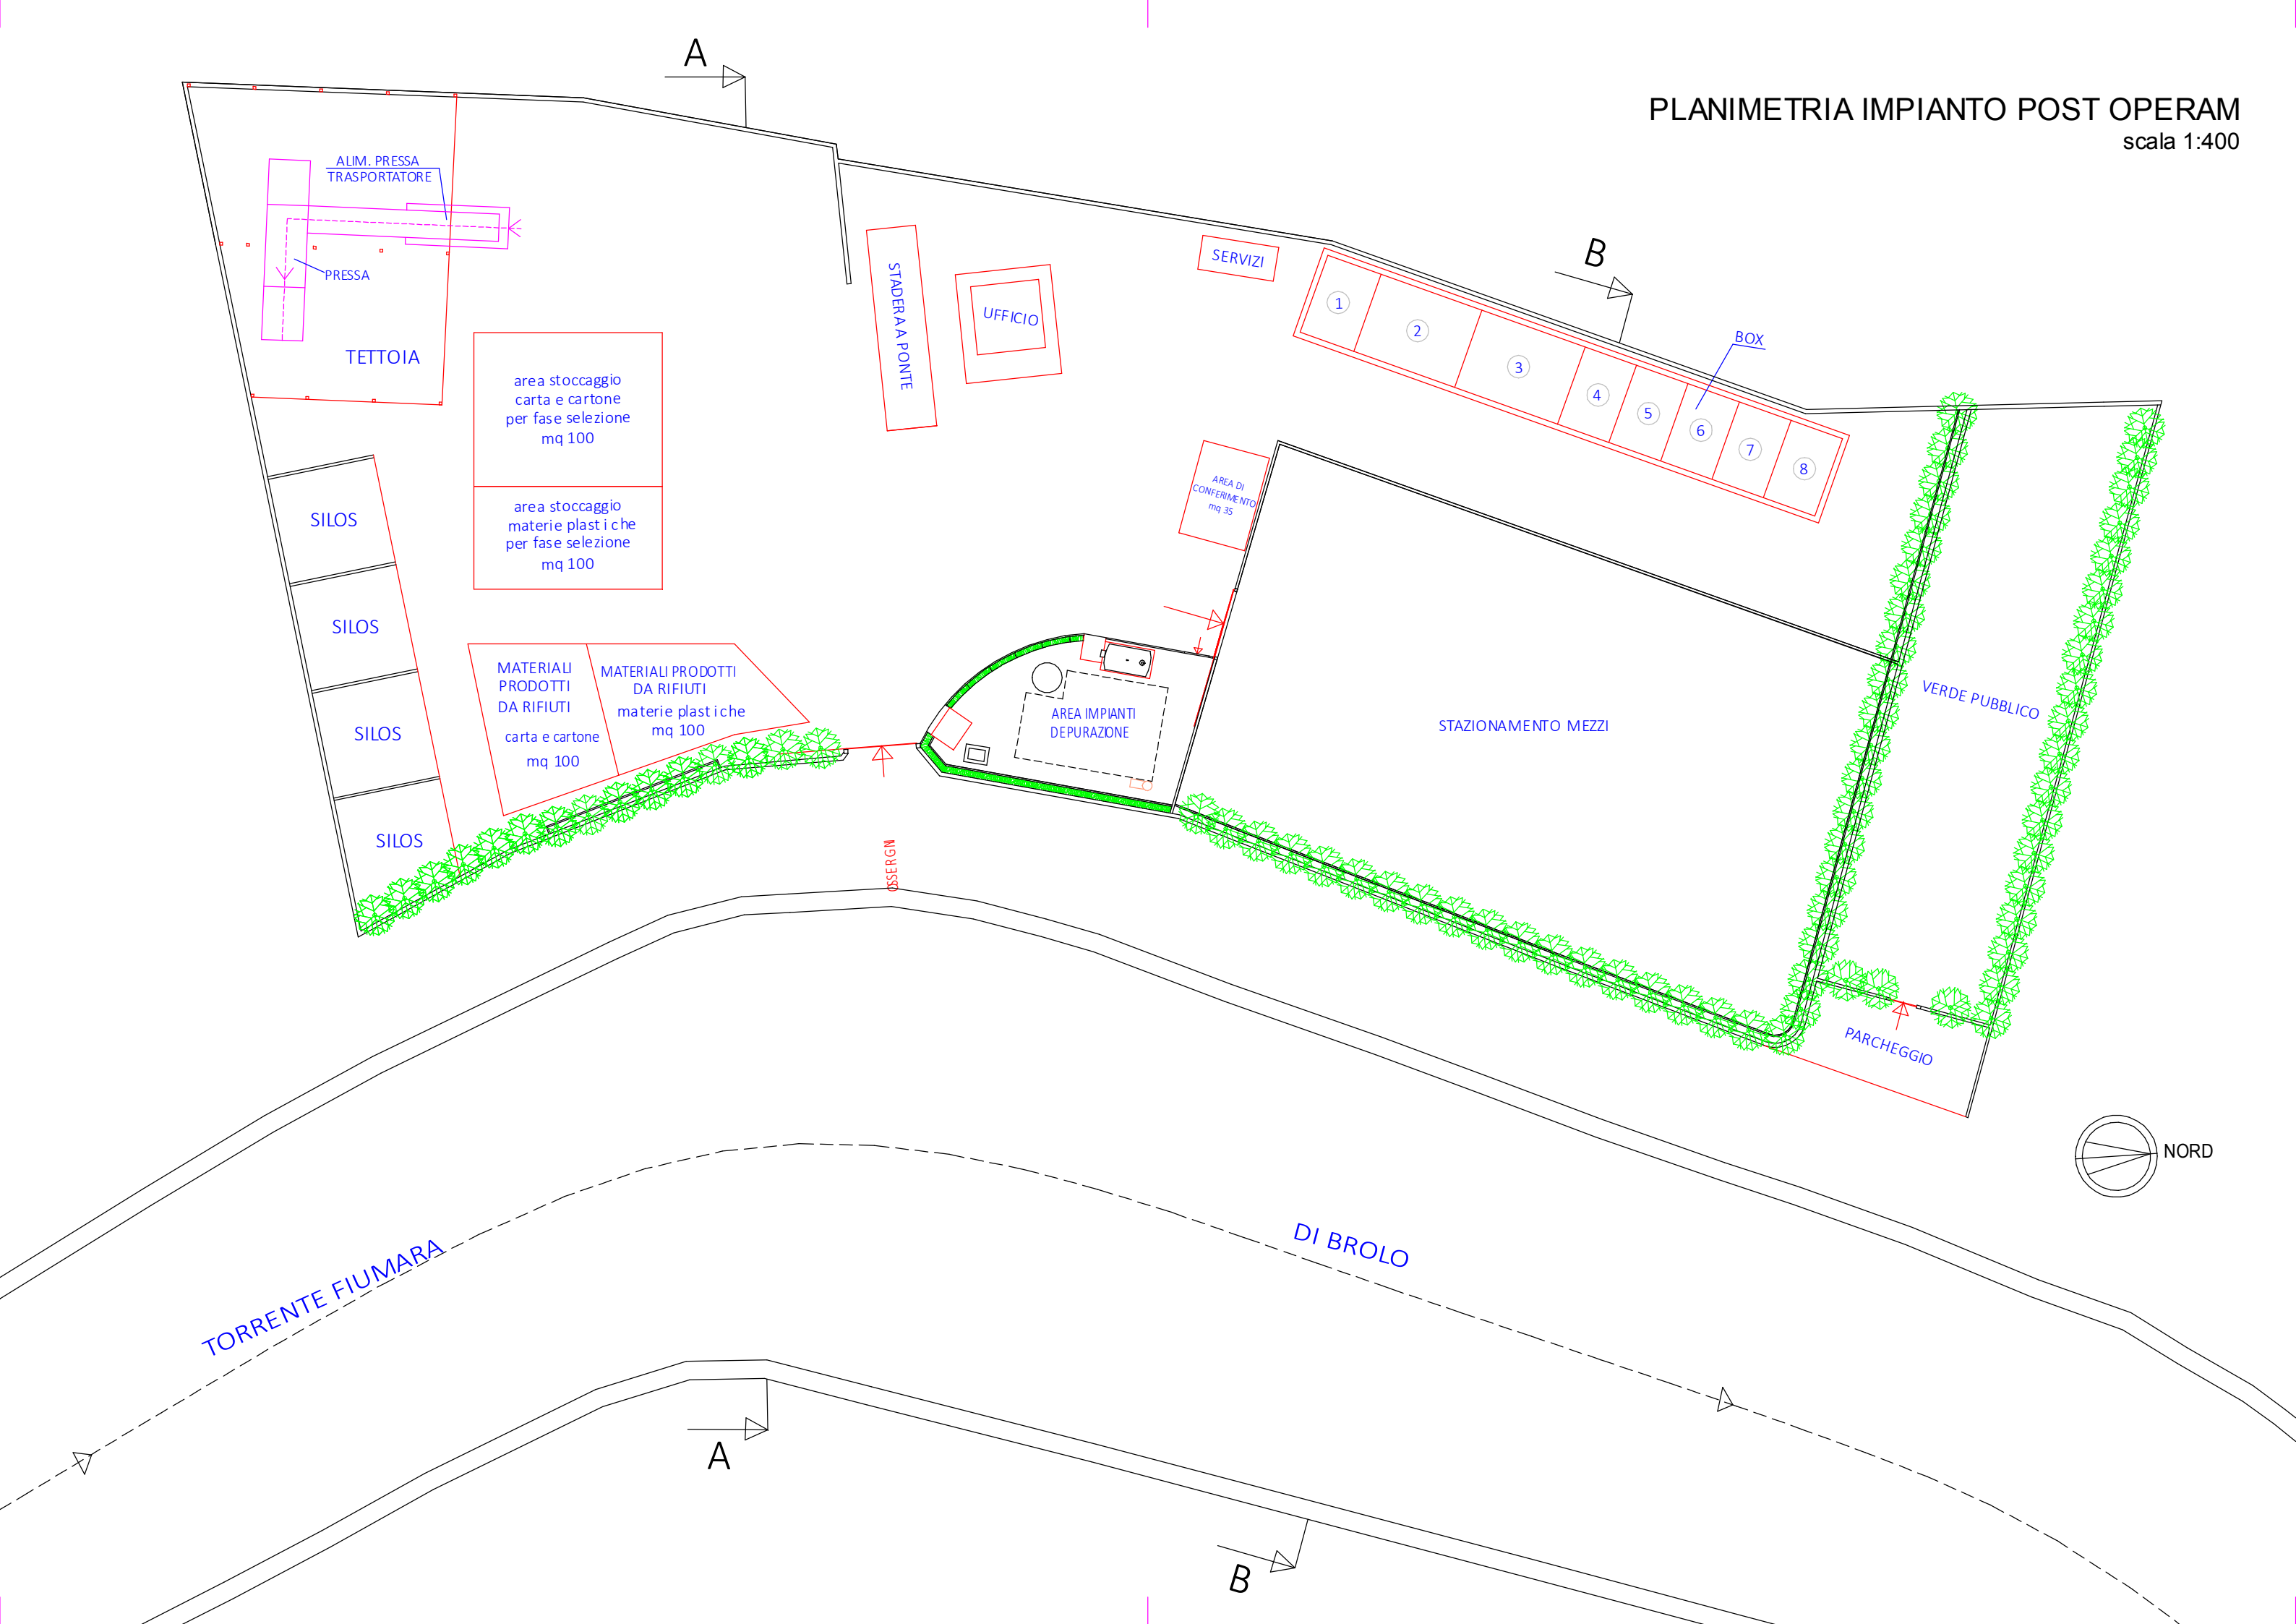 A
PLANIMETRIA IMPIANTO POST OPERAM
scala 1:400
ALIM. PRESSA
TRASPORTATORE
PRESSA
TETTOIA
STADERA A PONTE
UFFICIO
SERVIZI
B
BOX
1
2
3
4
5
6
7
8
area stoccaggio
carta e cartone
per fase selezione
mq 100
area stoccaggio
materie plastiche
per fase selezione
mq 100
AREA DI
CONFERIMENTO
mq 35
SILOS
SILOS
SILOS
SILOS
MATERIALI
PRODOTTI
DA RIFIUTI
carta e cartone
mq 100
MATERIALI PRODOTTI
DA RIFIUTI
materie plastiche
mq 100
AREA IMPIANTI
DEPURAZIONE
STAZIONAMENTO MEZZI
VERDE PUBBLICO
INGRESSO
PARCHEGGIO
NORD
TORRENTE FIUMARA
DI BROLO
A
B